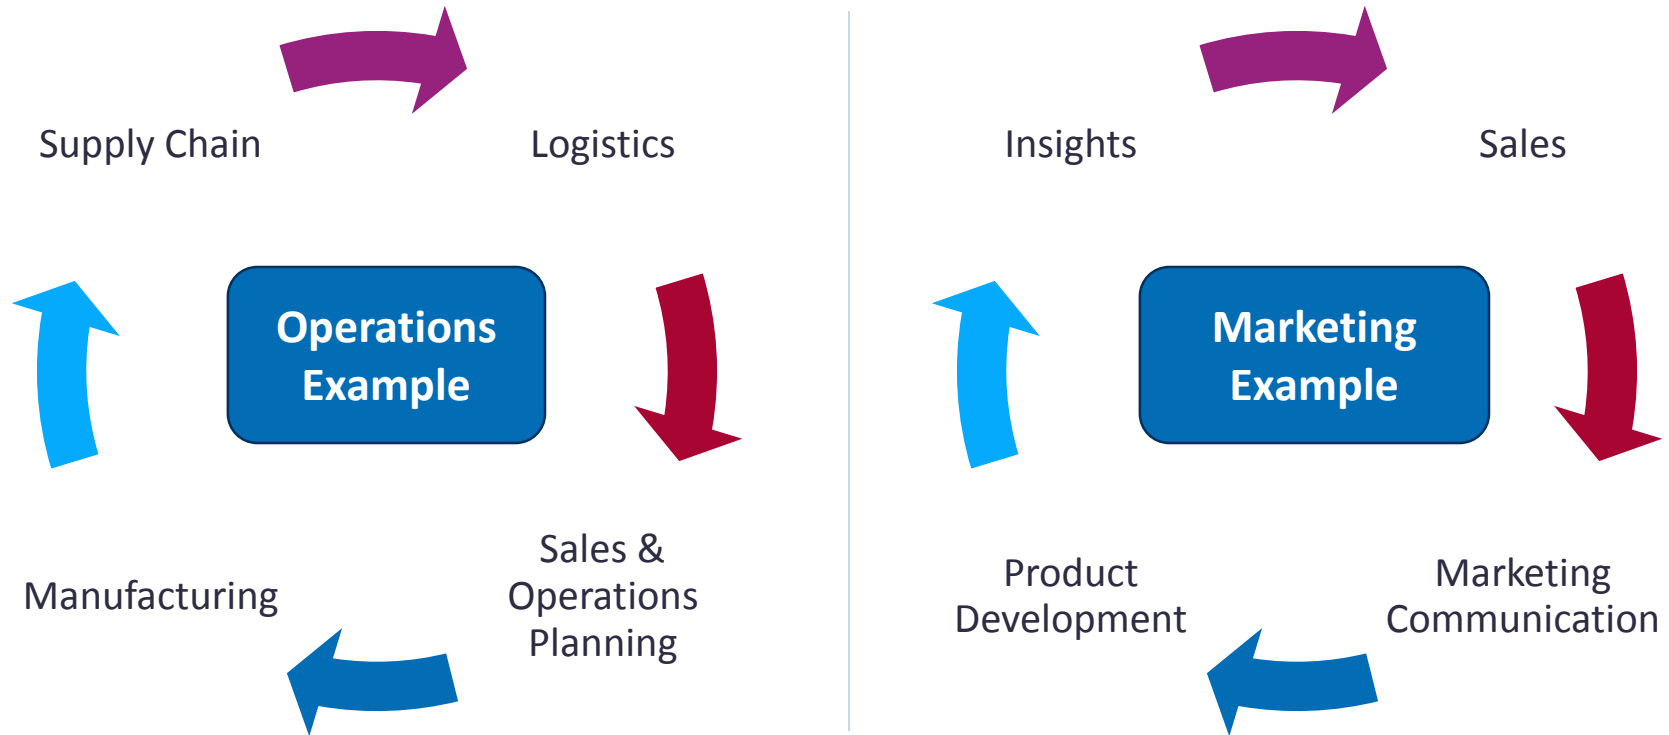 Supply Chain
Logistics
Operations
Example
Manufacturing
Sales &
Operations
Planning
Insights
Sales
Marketing
Example
Product
Development
Marketing
Communication